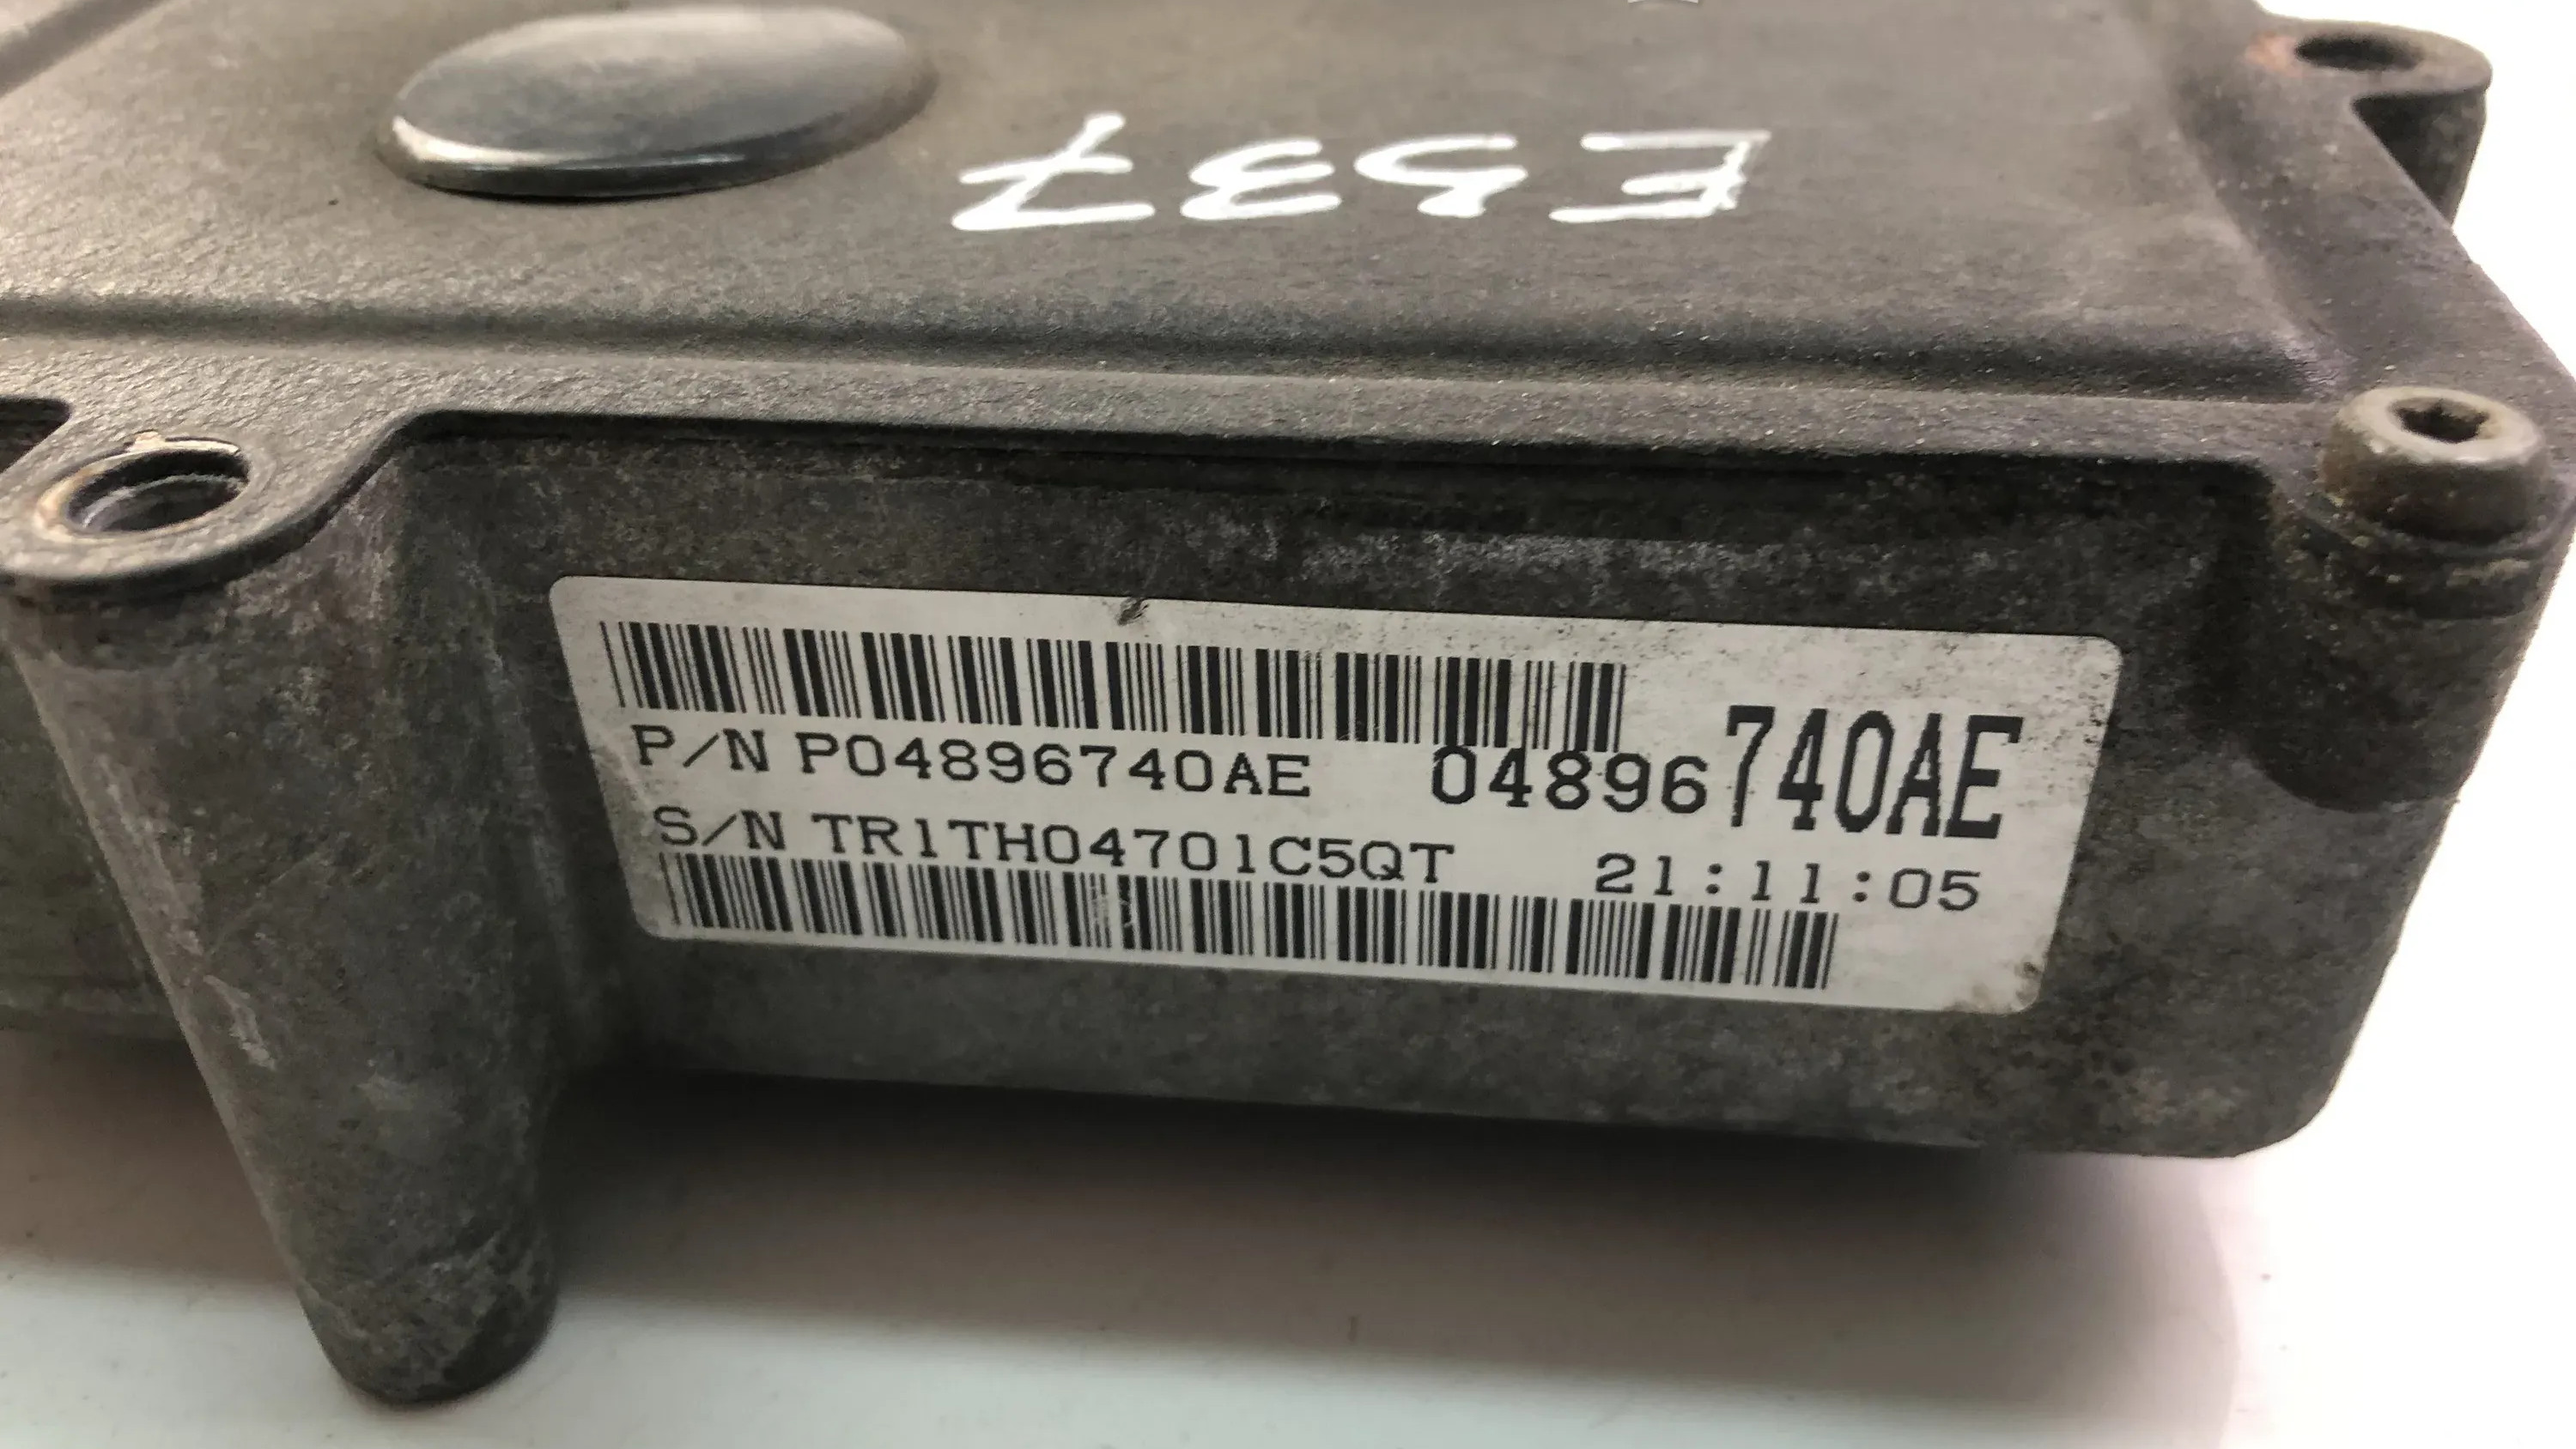 E537
P/N P04896740AE 04896740AE
S/N TR1TH04701C5QT 21:11:05